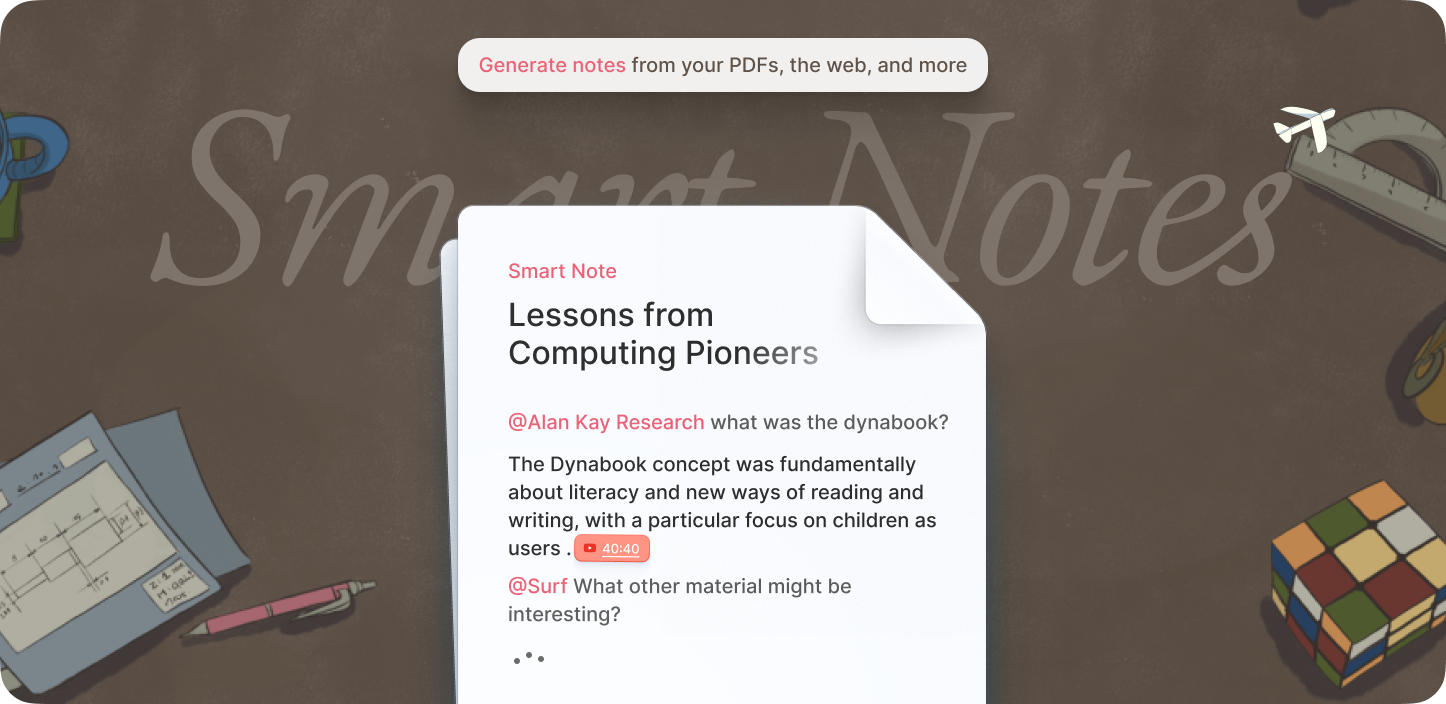 Generate notes from your PDFs, the web, and more
Smart Notes
Smart Note
Lessons from
Computing Pioneers
@Alan Kay Research what was the dynabook?
The Dynabook concept was fundamentally
about literacy and new ways of reading and
writing, with a particular focus on children as
users . 40:40
@Surf What other material might be
interesting?